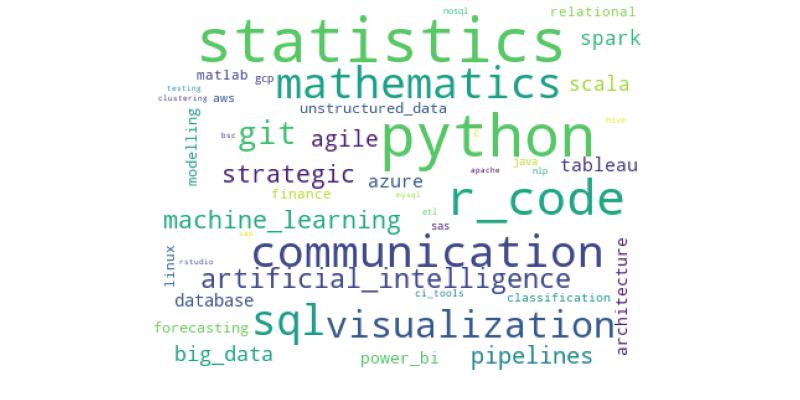 nosql
relational
statistics
spark
matlab
gcp
mathematics
scala
testing
clustering
aws
unstructured_data
modelling
bsc
git
agile
python
hive
strategic
azure
java
nlp
apache
tableau
finance
mysql
r_code
machine_learning
etl
sas
sap
communication
linux
rstudio
artificial_intelligence
architecture
database
ci_tools
classification
forecasting
sql
visualization
big_data
power_bi
pipelines